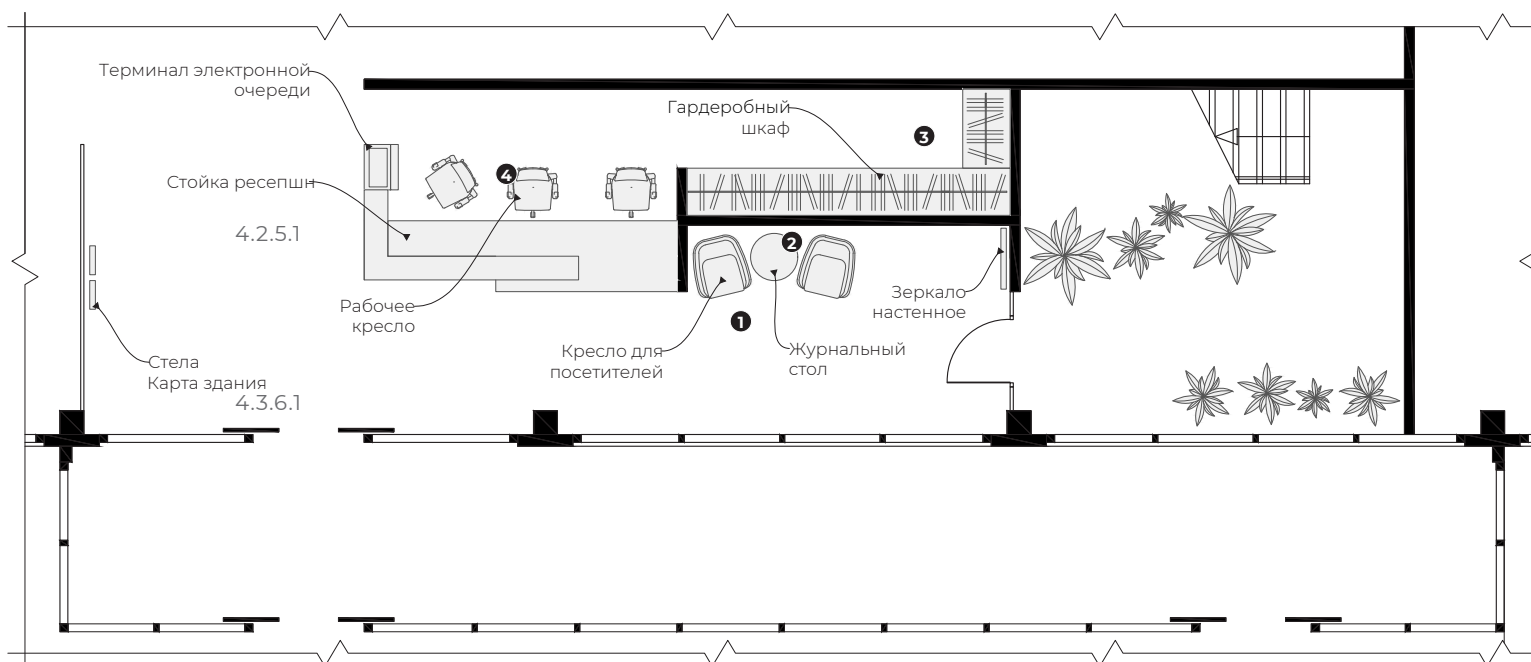 Терминал электронной
очереди
Гардеробный
шкаф
3
4
Стойка ресепшн
4.2.5.1
2
Рабочее
кресло
Зеркало
настенное
1
Стела
Карта здания
Кресло для
посетителей
Журнальный
стол
4.3.6.1